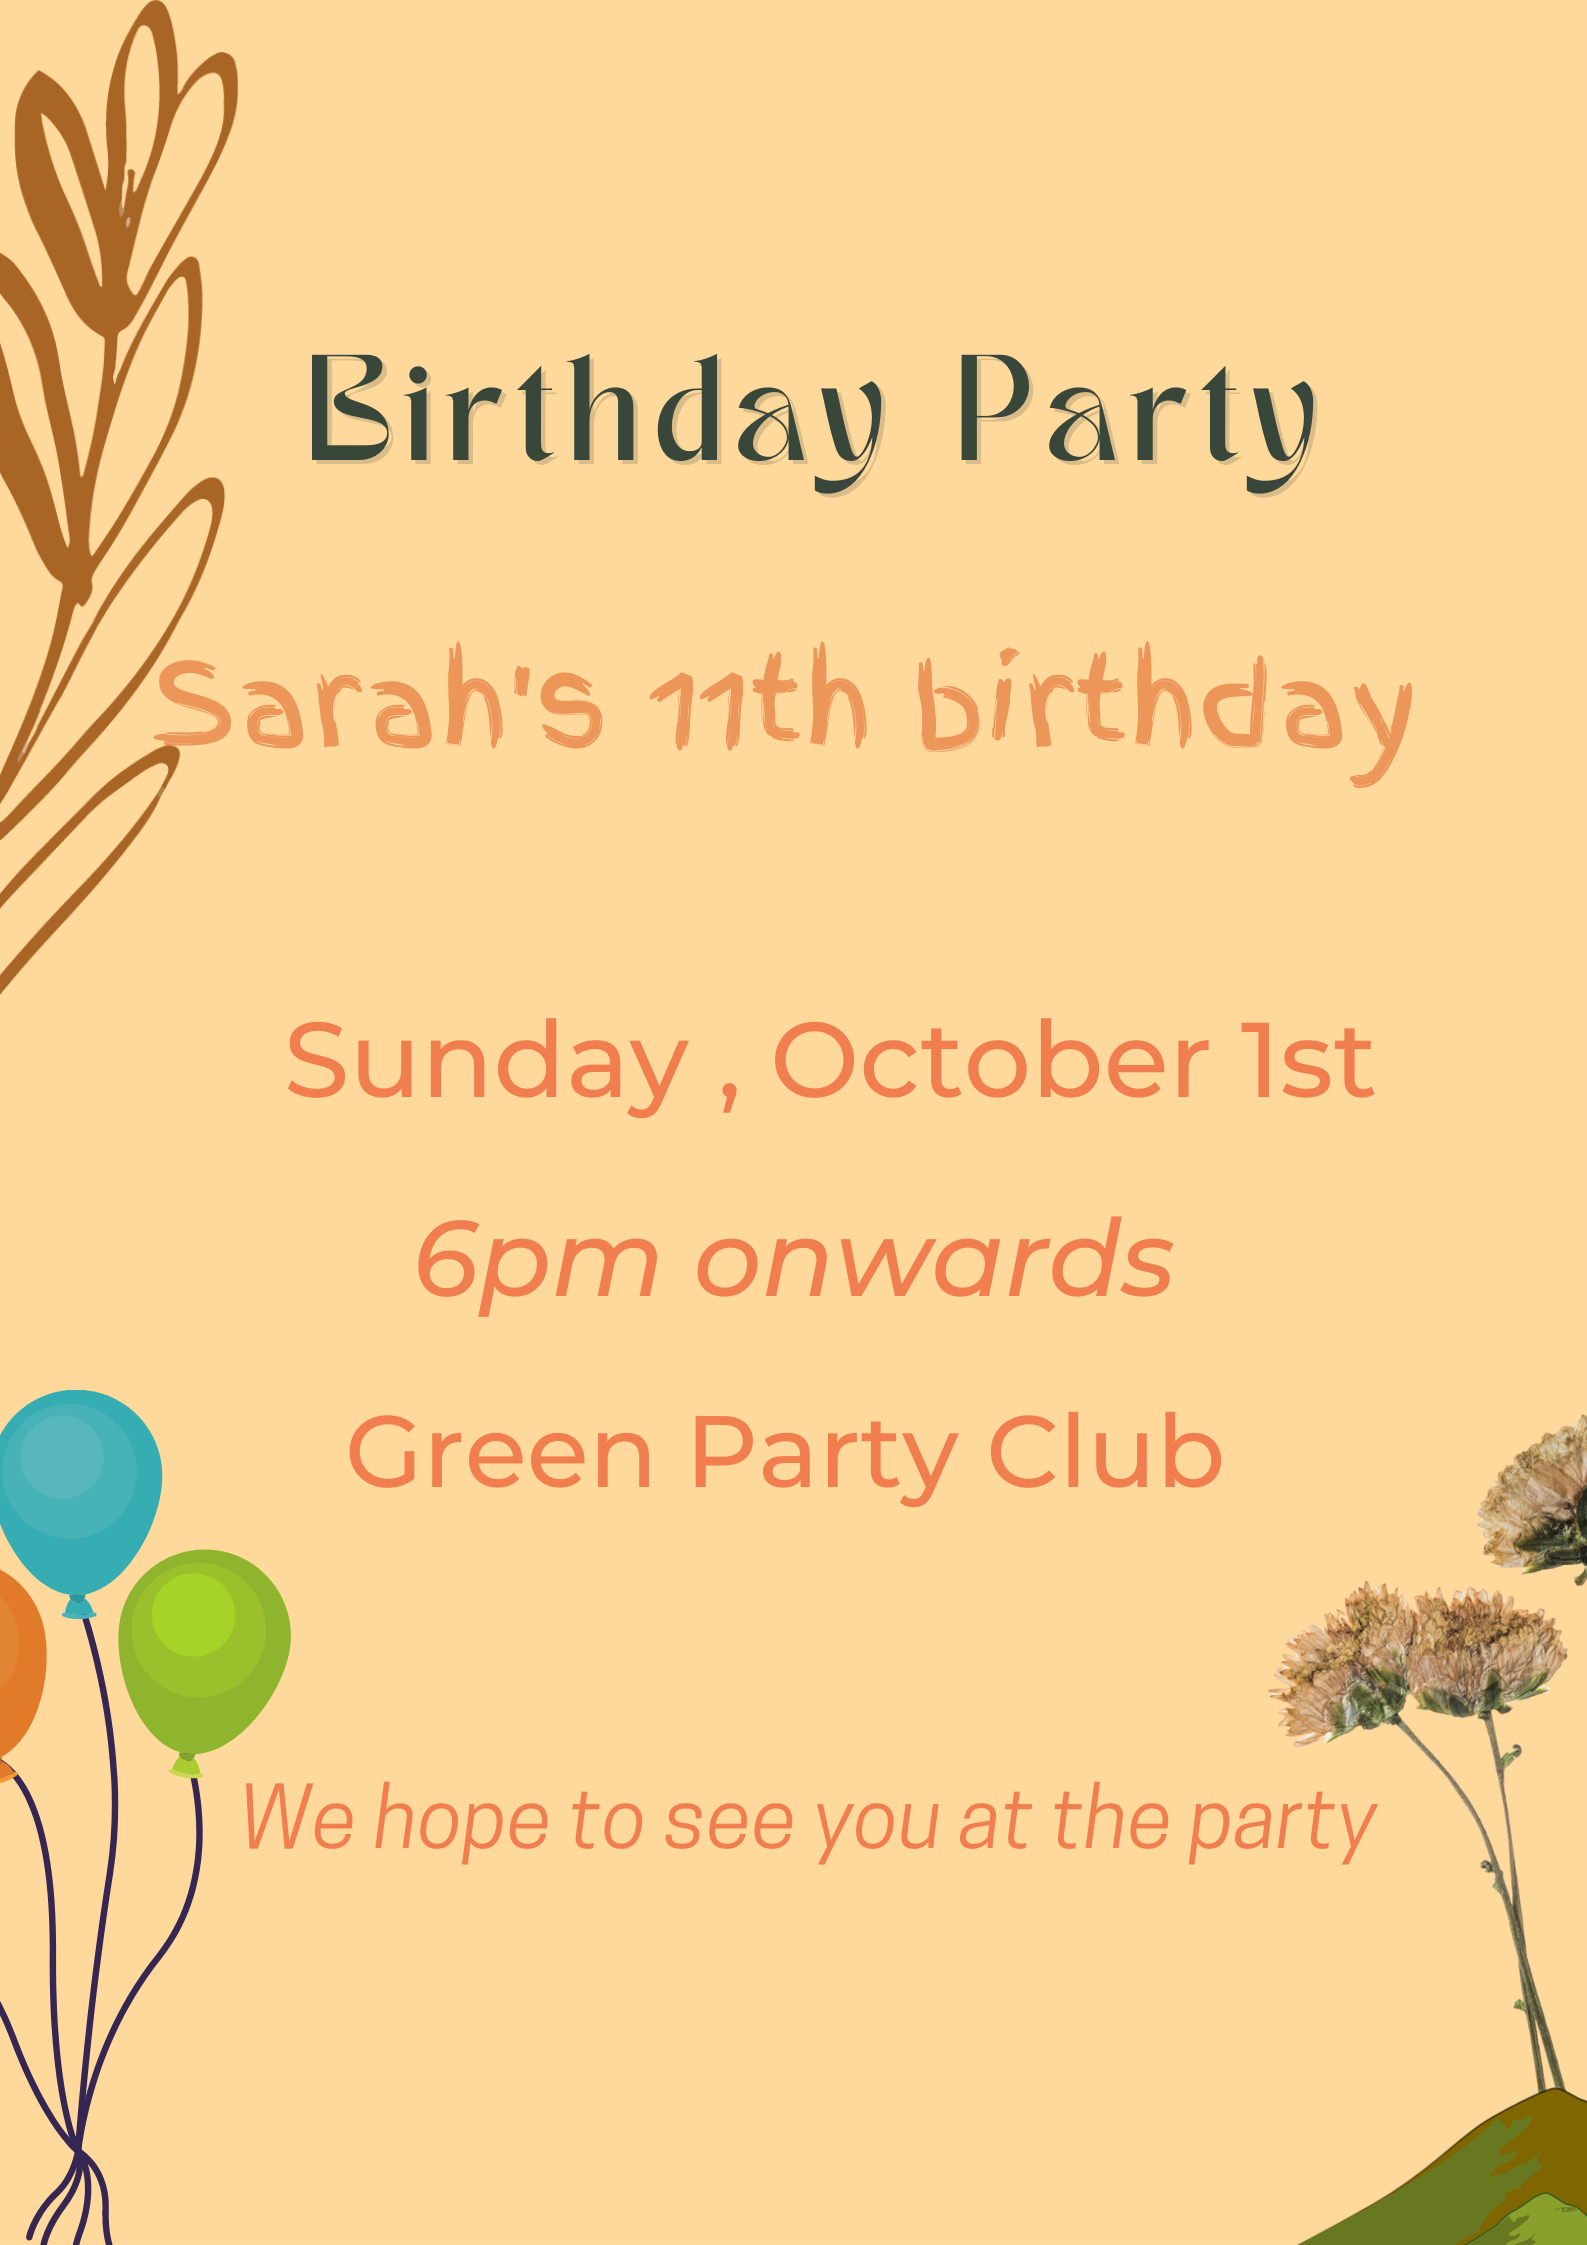 Birthday Party
Sarah's 11th birthday
Sunday , October 1st
6pm onwards
Green Party Club
We hope to see you at the party